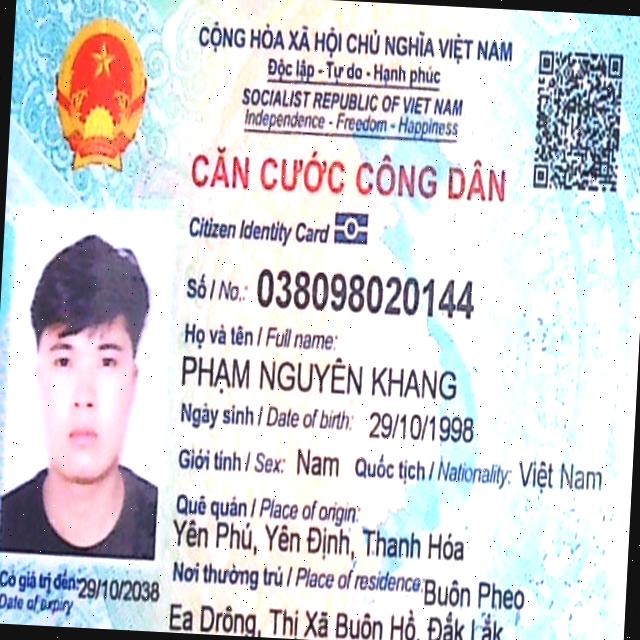 CỘNG HÒA XÃ HỘI CHỦ NGHĨA VIỆT NAM
Độc lập - Tự do - Hạnh phúc
SOCIALIST REPUBLIC OF VIET NAM
Independence - Freedom - Happiness
CĂN CƯỚC CÔNG DÂN
Citizen Identity Card
Số / No.: 038098020144
Họ và tên / Full name:
PHẠM NGUYÊN KHANG
Ngày sinh / Date of birth: 29/10/1998
Giới tính / Sex: Nam Quốc tịch / Nationality: Việt Nam
Quê quán / Place of origin:
Yên Phú, Yên Định, Thanh Hóa
Có giá trị đến: 29/10/2038
Date of expiry
Nơi thường trú / Place of residence: Buôn Pheo
Ea Drông, Thị Xã Buôn Hồ, Đắk Lắk